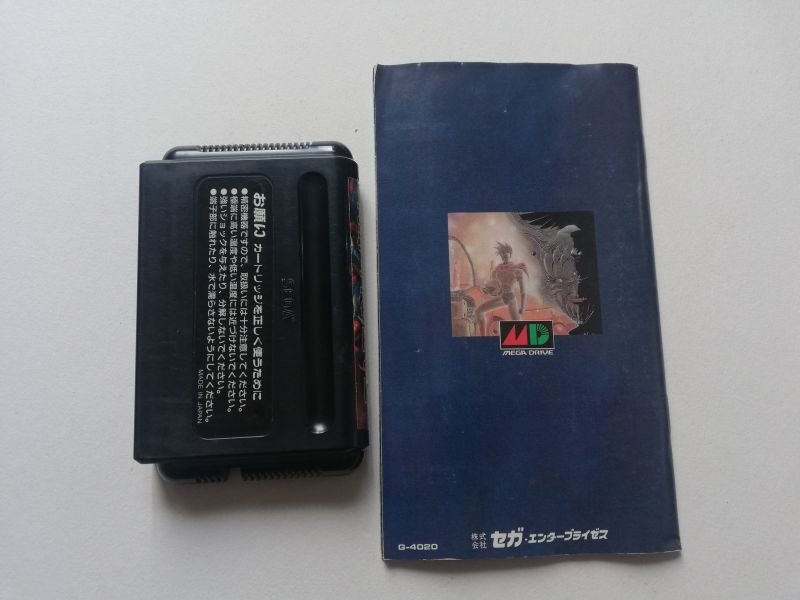 お願い カートリッジを正しく使うために
●精密機器ですので、取扱いには十分注意してください。
●極端に高い温度や低い温度には近づけないでください。
●強いショックを与えたり、分解しないでください。
●端子部に触れたり、水で濡らさないようにしてください。
MADE IN JAPAN
SEGA
MD
MEGA DRIVE
G-4020
株式会社 セガ・エンタープライゼス